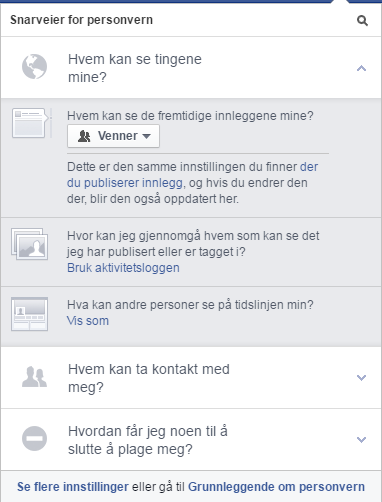 Snarveier for personvern
Hvem kan se tingene
mine?
Hvem kan se de fremtidige innleggene mine?
Venner
Dette er den samme innstillingen du finner der
du publiserer innlegg, og hvis du endrer den
der, blir den også oppdatert her.
Hvor kan jeg gjennomgå hvem som kan se det
jeg har publisert eller er tagget i?
Bruk aktivitetsloggen
Hva kan andre personer se på tidslinjen min?
Vis som
Hvem kan ta kontakt med
meg?
Hvordan får jeg noen til å
slutte å plage meg?
Se flere innstillinger eller gå til Grunnleggende om personvern